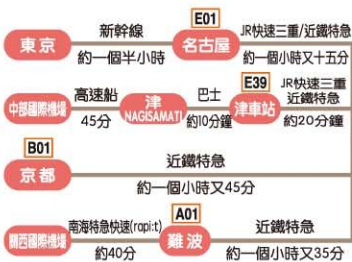 東京
新幹線
約一個半小時
E01
名古屋
JR快速三重/近鐵特急
約一個小時又十五分
中部國際機場
高速船
45分
津
NAGISAMATI
巴士
約10分鐘
E39
津車站
JR快速三重
近鐵特急
約20分鐘
B01
京都
近鐵特急
約一個小時又45分
關西國際機場
南海特急快速(rapi:t)
約40分
A01
難波
近鐵特急
約一個小時又35分